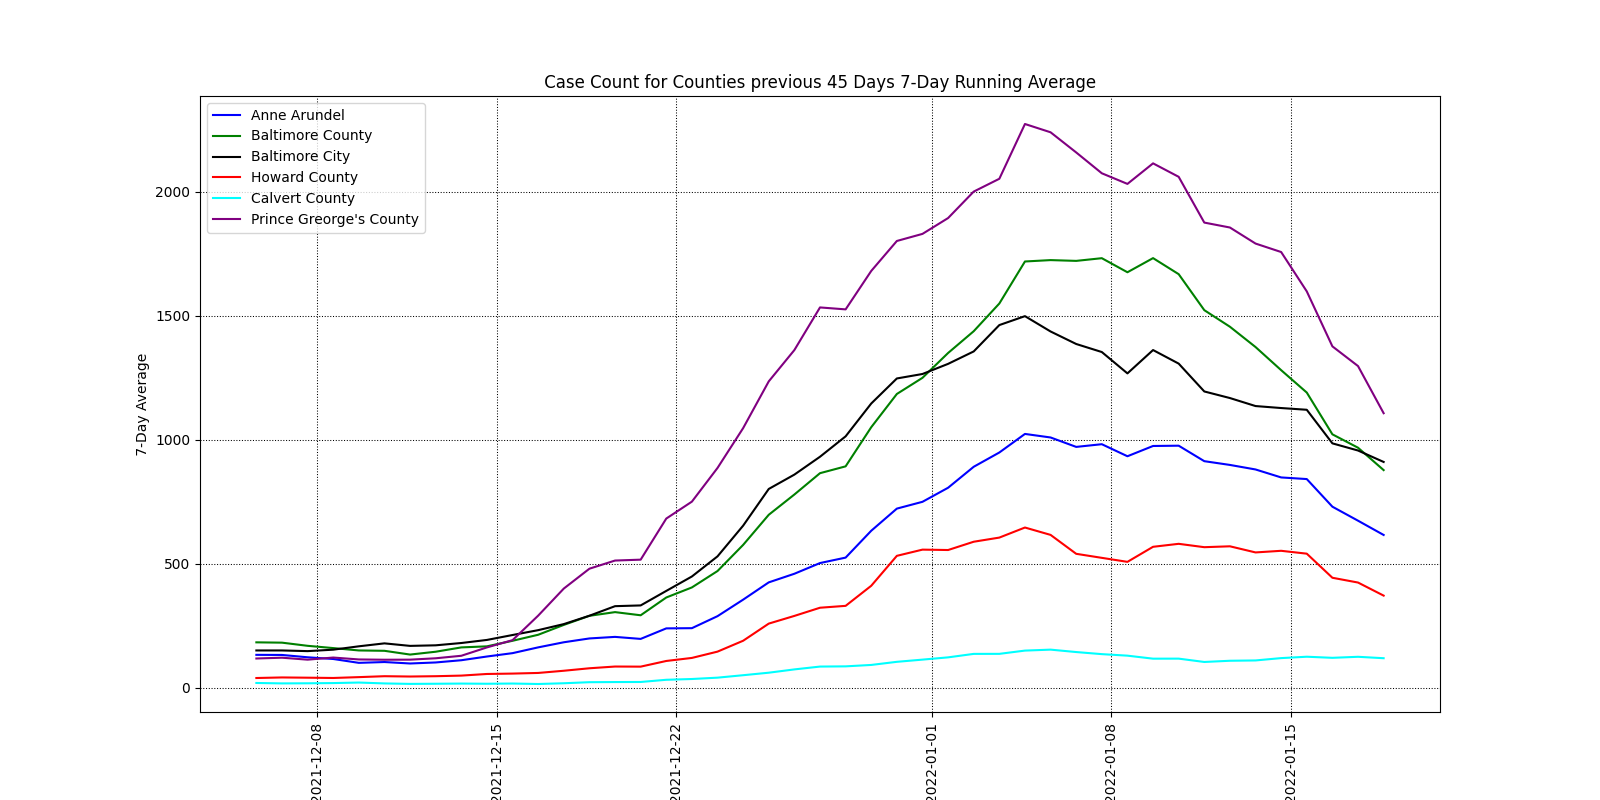 Case Count for Counties previous 45 Days 7-Day Running Average
Anne Arundel
Baltimore County
Baltimore City
Howard County
Calvert County
Prince Greorge's County
7-Day Average
2000
1500
1000
500
0
2021-12-08
2021-12-15
2021-12-22
2022-01-01
2022-01-08
2022-01-15